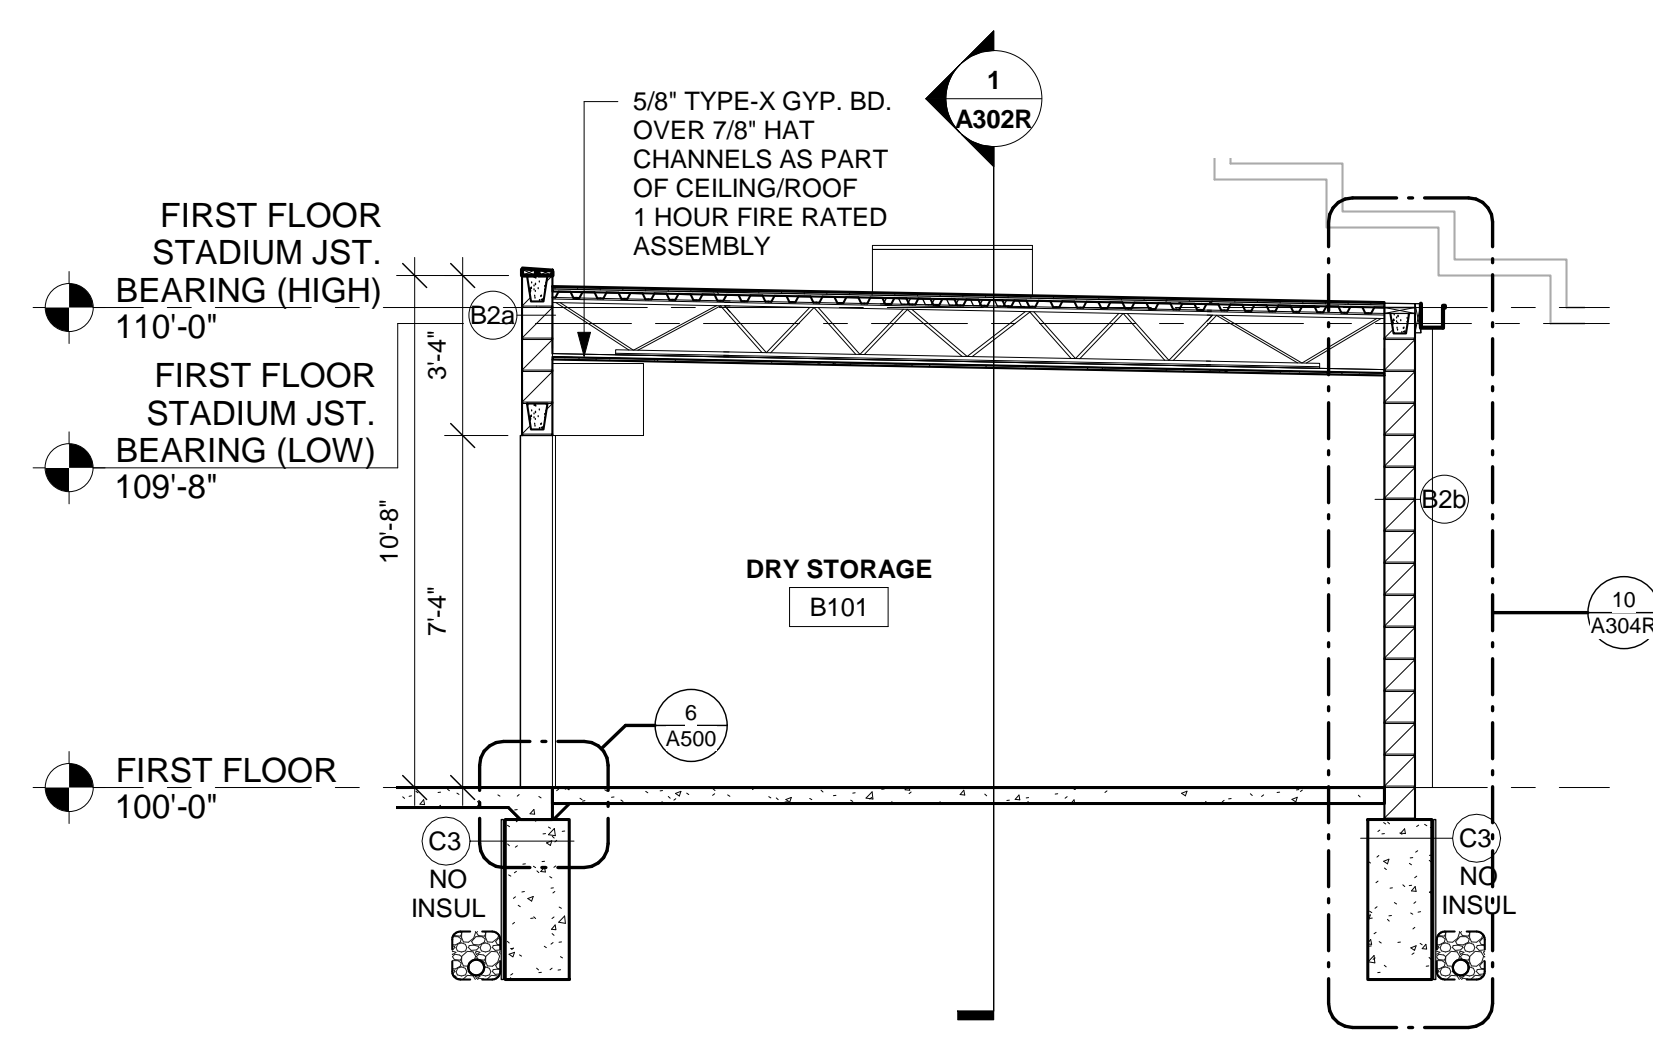 1
A302R
5/8" TYPE-X GYP. BD.
OVER 7/8" HAT
CHANNELS AS PART
OF CEILING/ROOF
1 HOUR FIRE RATED
ASSEMBLY
FIRST FLOOR
STADIUM JST.
BEARING (HIGH)
110'-0"
B2a
3'-4"
FIRST FLOOR
STADIUM JST.
BEARING (LOW)
109'-8"
10'-8"
7'-4"
B2b
DRY STORAGE
B101
10
A304R
6
A500
FIRST FLOOR
100'-0"
C3
NO
INSUL
C3
NO
INSUL